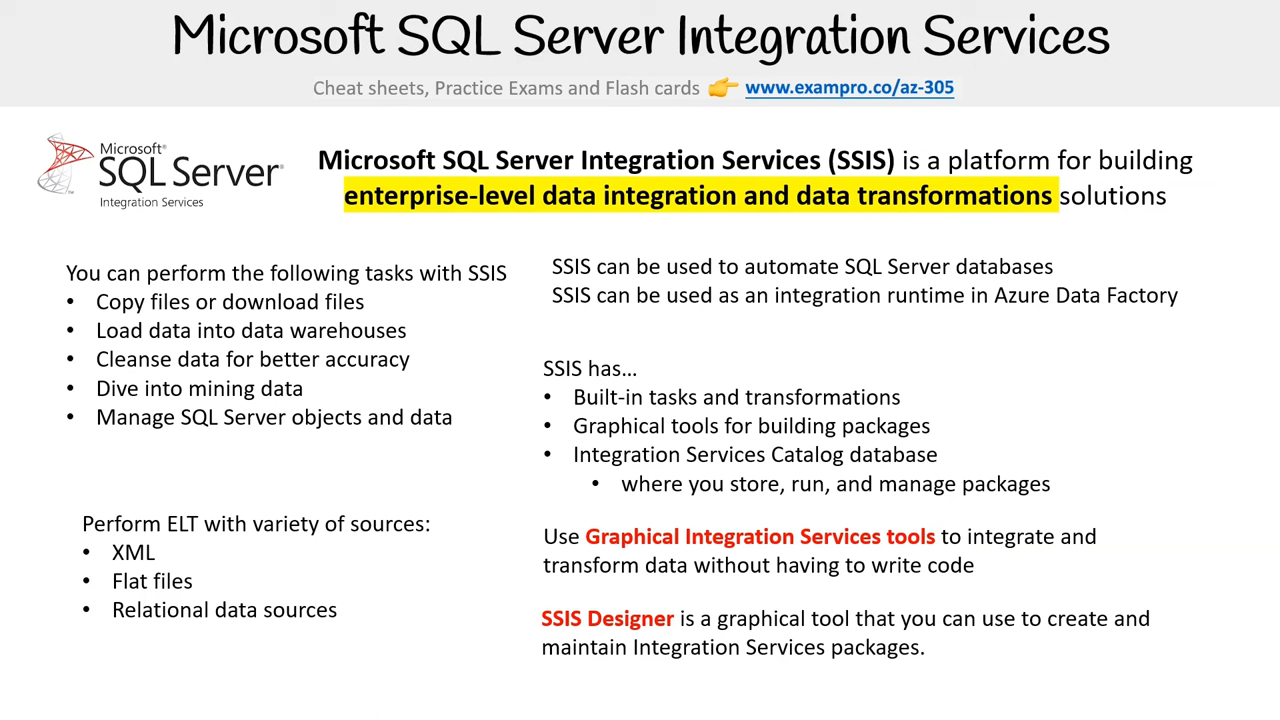 Microsoft SQL Server Integration Services
Cheat sheets, Practice Exams and Flash cards 👉 www.exampro.co/az-305
Microsoft®
SQL Server®
Integration Services
Microsoft SQL Server Integration Services (SSIS) is a platform for building
enterprise-level data integration and data transformations solutions
You can perform the following tasks with SSIS
• Copy files or download files
• Load data into data warehouses
• Cleanse data for better accuracy
• Dive into mining data
• Manage SQL Server objects and data
Perform ELT with variety of sources:
• XML
• Flat files
• Relational data sources
SSIS can be used to automate SQL Server databases
SSIS can be used as an integration runtime in Azure Data Factory
SSIS has…
• Built-in tasks and transformations
• Graphical tools for building packages
• Integration Services Catalog database
• where you store, run, and manage packages
Use Graphical Integration Services tools to integrate and
transform data without having to write code
SSIS Designer is a graphical tool that you can use to create and
maintain Integration Services packages.